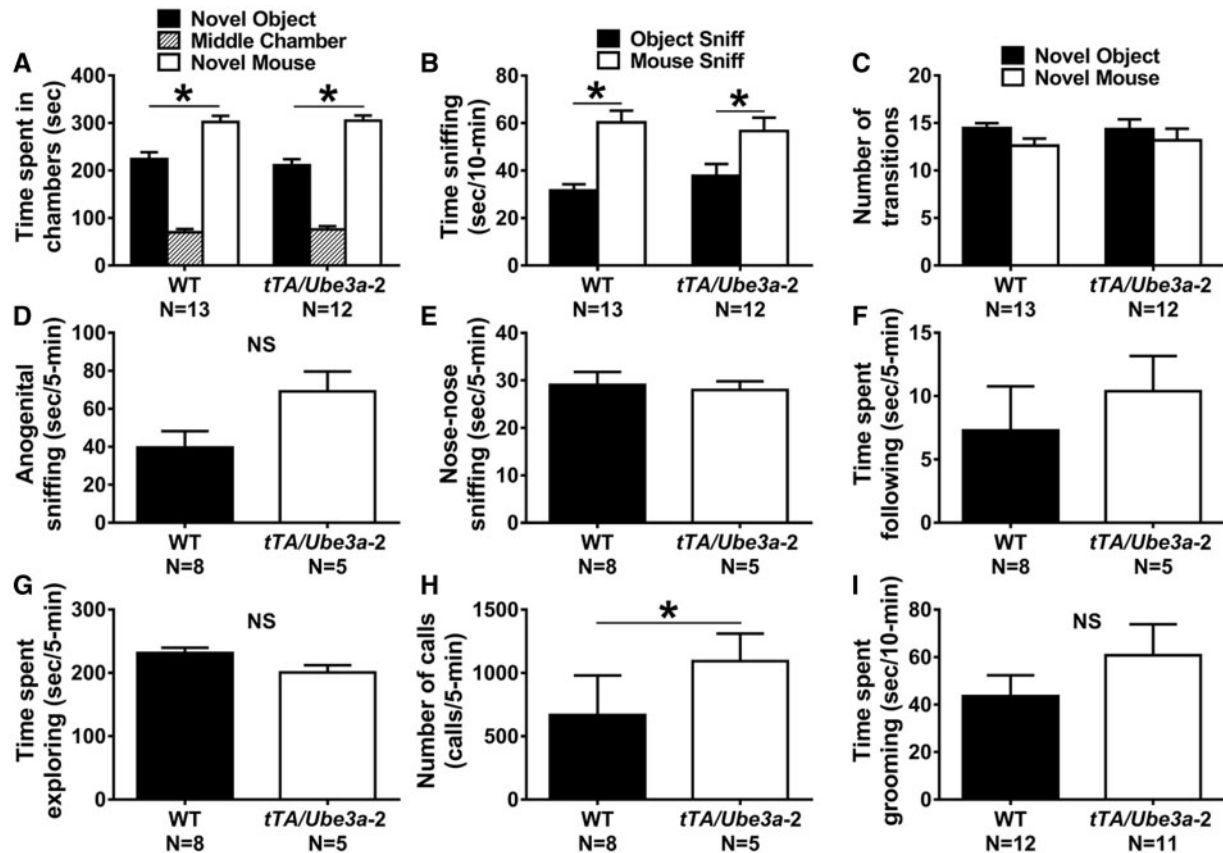 A
Novel Object
Middle Chamber
Novel Mouse
Time spent in
chambers (sec)
400
300
200
100
0
*
*
WT
N=13
tTA/Ube3a-2
N=12
B
Object Sniff
Mouse Sniff
Time sniffing
(sec/10-min)
80
60
40
20
0
*
*
WT
N=13
tTA/Ube3a-2
N=12
C
Novel Object
Novel Mouse
Number of
transitions
20
15
10
5
0
WT
N=13
tTA/Ube3a-2
N=12
D
Anogenital
sniffing (sec/5-min)
100
80
60
40
20
0
NS
WT
N=8
tTA/Ube3a-2
N=5
E
Nose-nose
sniffing (sec/5-min)
40
30
20
10
0
WT
N=8
tTA/Ube3a-2
N=5
F
Time spent
following (sec/5-min)
15
10
5
0
WT
N=8
tTA/Ube3a-2
N=5
G
Time spent
exploring (sec/5-min)
300
200
100
0
NS
WT
N=8
tTA/Ube3a-2
N=5
H
Number of calls
(calls/5-min)
1500
1000
500
0
*
WT
N=8
tTA/Ube3a-2
N=5
I
Time spent
grooming (sec/10-min)
80
60
40
20
0
NS
WT
N=12
tTA/Ube3a-2
N=11